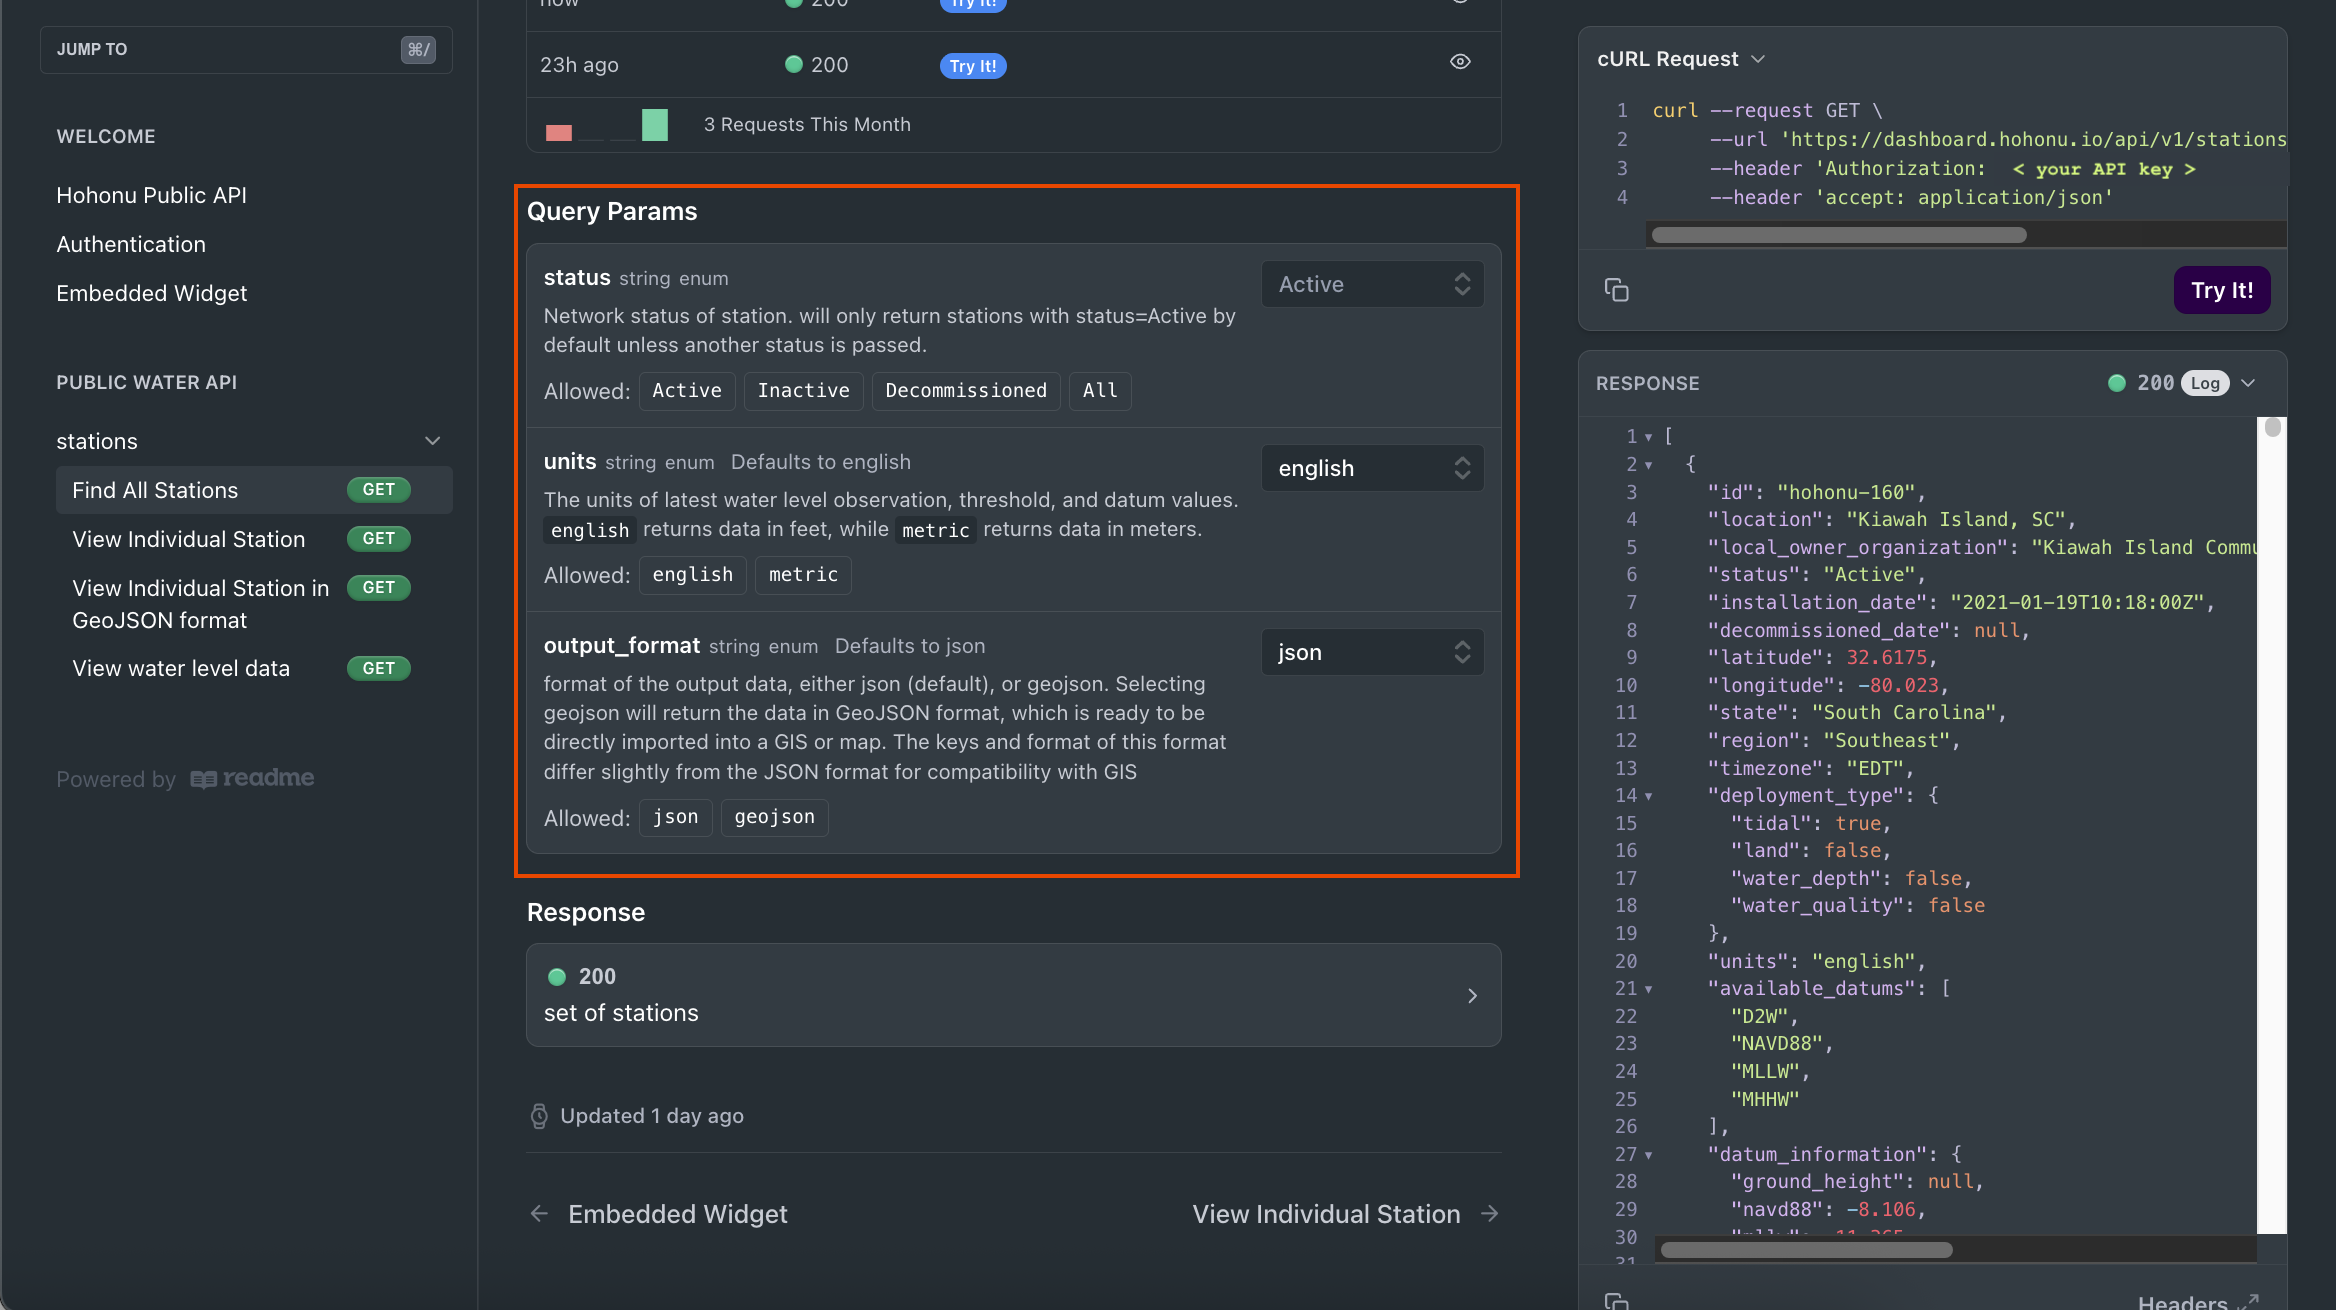 JUMP TO ⌘/
WELCOME
Hohonu Public API
Authentication
Embedded Widget
PUBLIC WATER API
stations
Find All Stations GET
View Individual Station GET
View Individual Station in GET
GeoJSON format
View water level data GET
Powered by readme
now 200 Try It!
23h ago 200 Try It!
3 Requests This Month
Query Params
status string enum Active
Network status of station. will only return stations with status=Active by
default unless another status is passed.
Allowed: Active Inactive Decommissioned All
units string enum Defaults to english english
The units of latest water level observation, threshold, and datum values.
english returns data in feet, while metric returns data in meters.
Allowed: english metric
output_format string enum Defaults to json json
format of the output data, either json (default), or geojson. Selecting
geojson will return the data in GeoJSON format, which is ready to be
directly imported into a GIS or map. The keys and format of this format
differ slightly from the JSON format for compatibility with GIS
Allowed: json geojson
Response
200
set of stations
Updated 1 day ago
← Embedded Widget View Individual Station →
cURL Request
1 curl --request GET \
2 --url 'https://dashboard.hohonu.io/api/v1/stations
3 --header 'Authorization: < your API key >
4 --header 'accept: application/json'
Try It!
RESPONSE 200 Log
1 [
2 {
3 "id": "hohonu-160",
4 "location": "Kiawah Island, SC",
5 "local_owner_organization": "Kiawah Island Commu
6 "status": "Active",
7 "installation_date": "2021-01-19T10:18:00Z",
8 "decommissioned_date": null,
9 "latitude": 32.6175,
10 "longitude": -80.023,
11 "state": "South Carolina",
12 "region": "Southeast",
13 "timezone": "EDT",
14 "deployment_type": {
15 "tidal": true,
16 "land": false,
17 "water_depth": false,
18 "water_quality": false
19 },
20 "units": "english",
21 "available_datums": [
22 "D2W",
23 "NAVD88",
24 "MLLW",
25 "MHHW"
26 ],
27 "datum_information": {
28 "ground_height": null,
29 "navd88": -8.106,
30
31
Headers